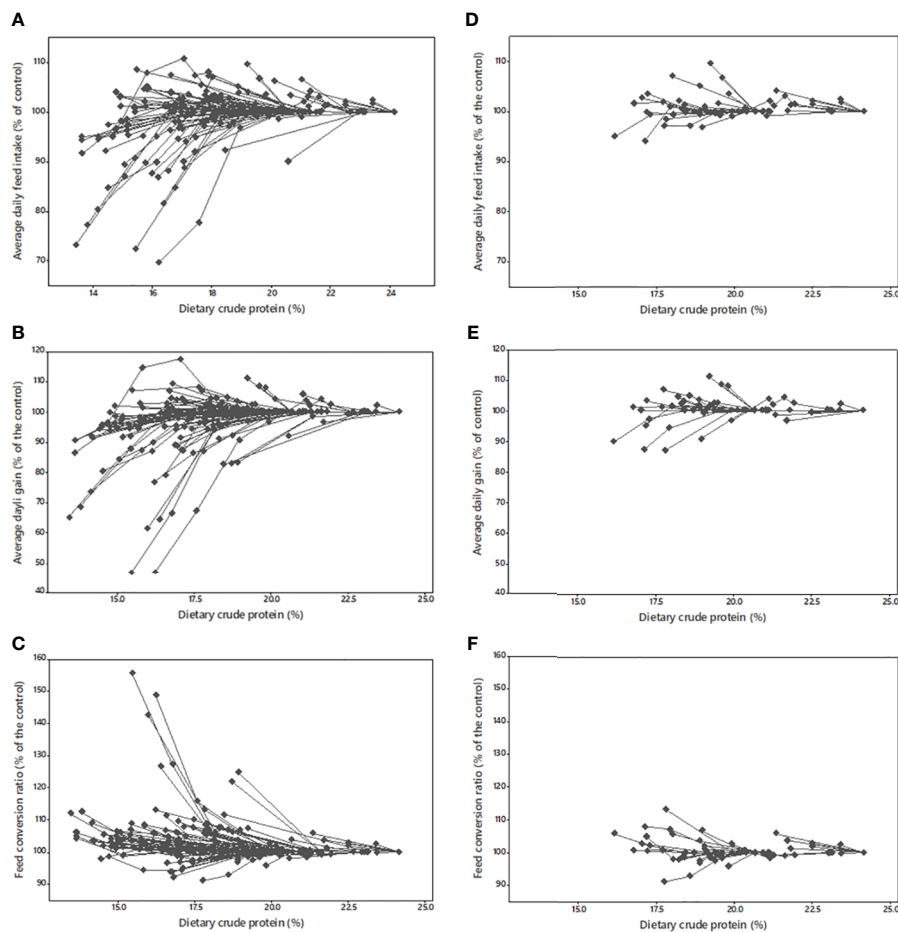 A
Average daily feed intake (% of control)
110
100
90
80
70
14 16 18 20 22 24
Dietary crude protein (%)
B
Average dayli gain (% of the control)
120
110
100
90
80
70
60
50
40
15.0 17.5 20.0 22.5 25.0
Dietary crude protein (%)
C
Feed conversion ratio (% of the control)
160
150
140
130
120
110
100
90
15.0 17.5 20.0 22.5 25.0
Dietary crude protein (%)
D
Average daily feed intake (% of the control)
110
100
90
80
70
15.0 17.5 20.0 22.5 25.0
Dietary crude protein (%)
E
Average daily gain (% of control)
120
110
100
90
80
70
60
50
40
15.0 17.5 20.0 22.5 25.0
Dietary crude protein (%)
F
Feed conversion ratio (% of the control)
160
150
140
130
120
110
100
90
15.0 17.5 20.0 22.5 25.0
Dietary crude protein (%)